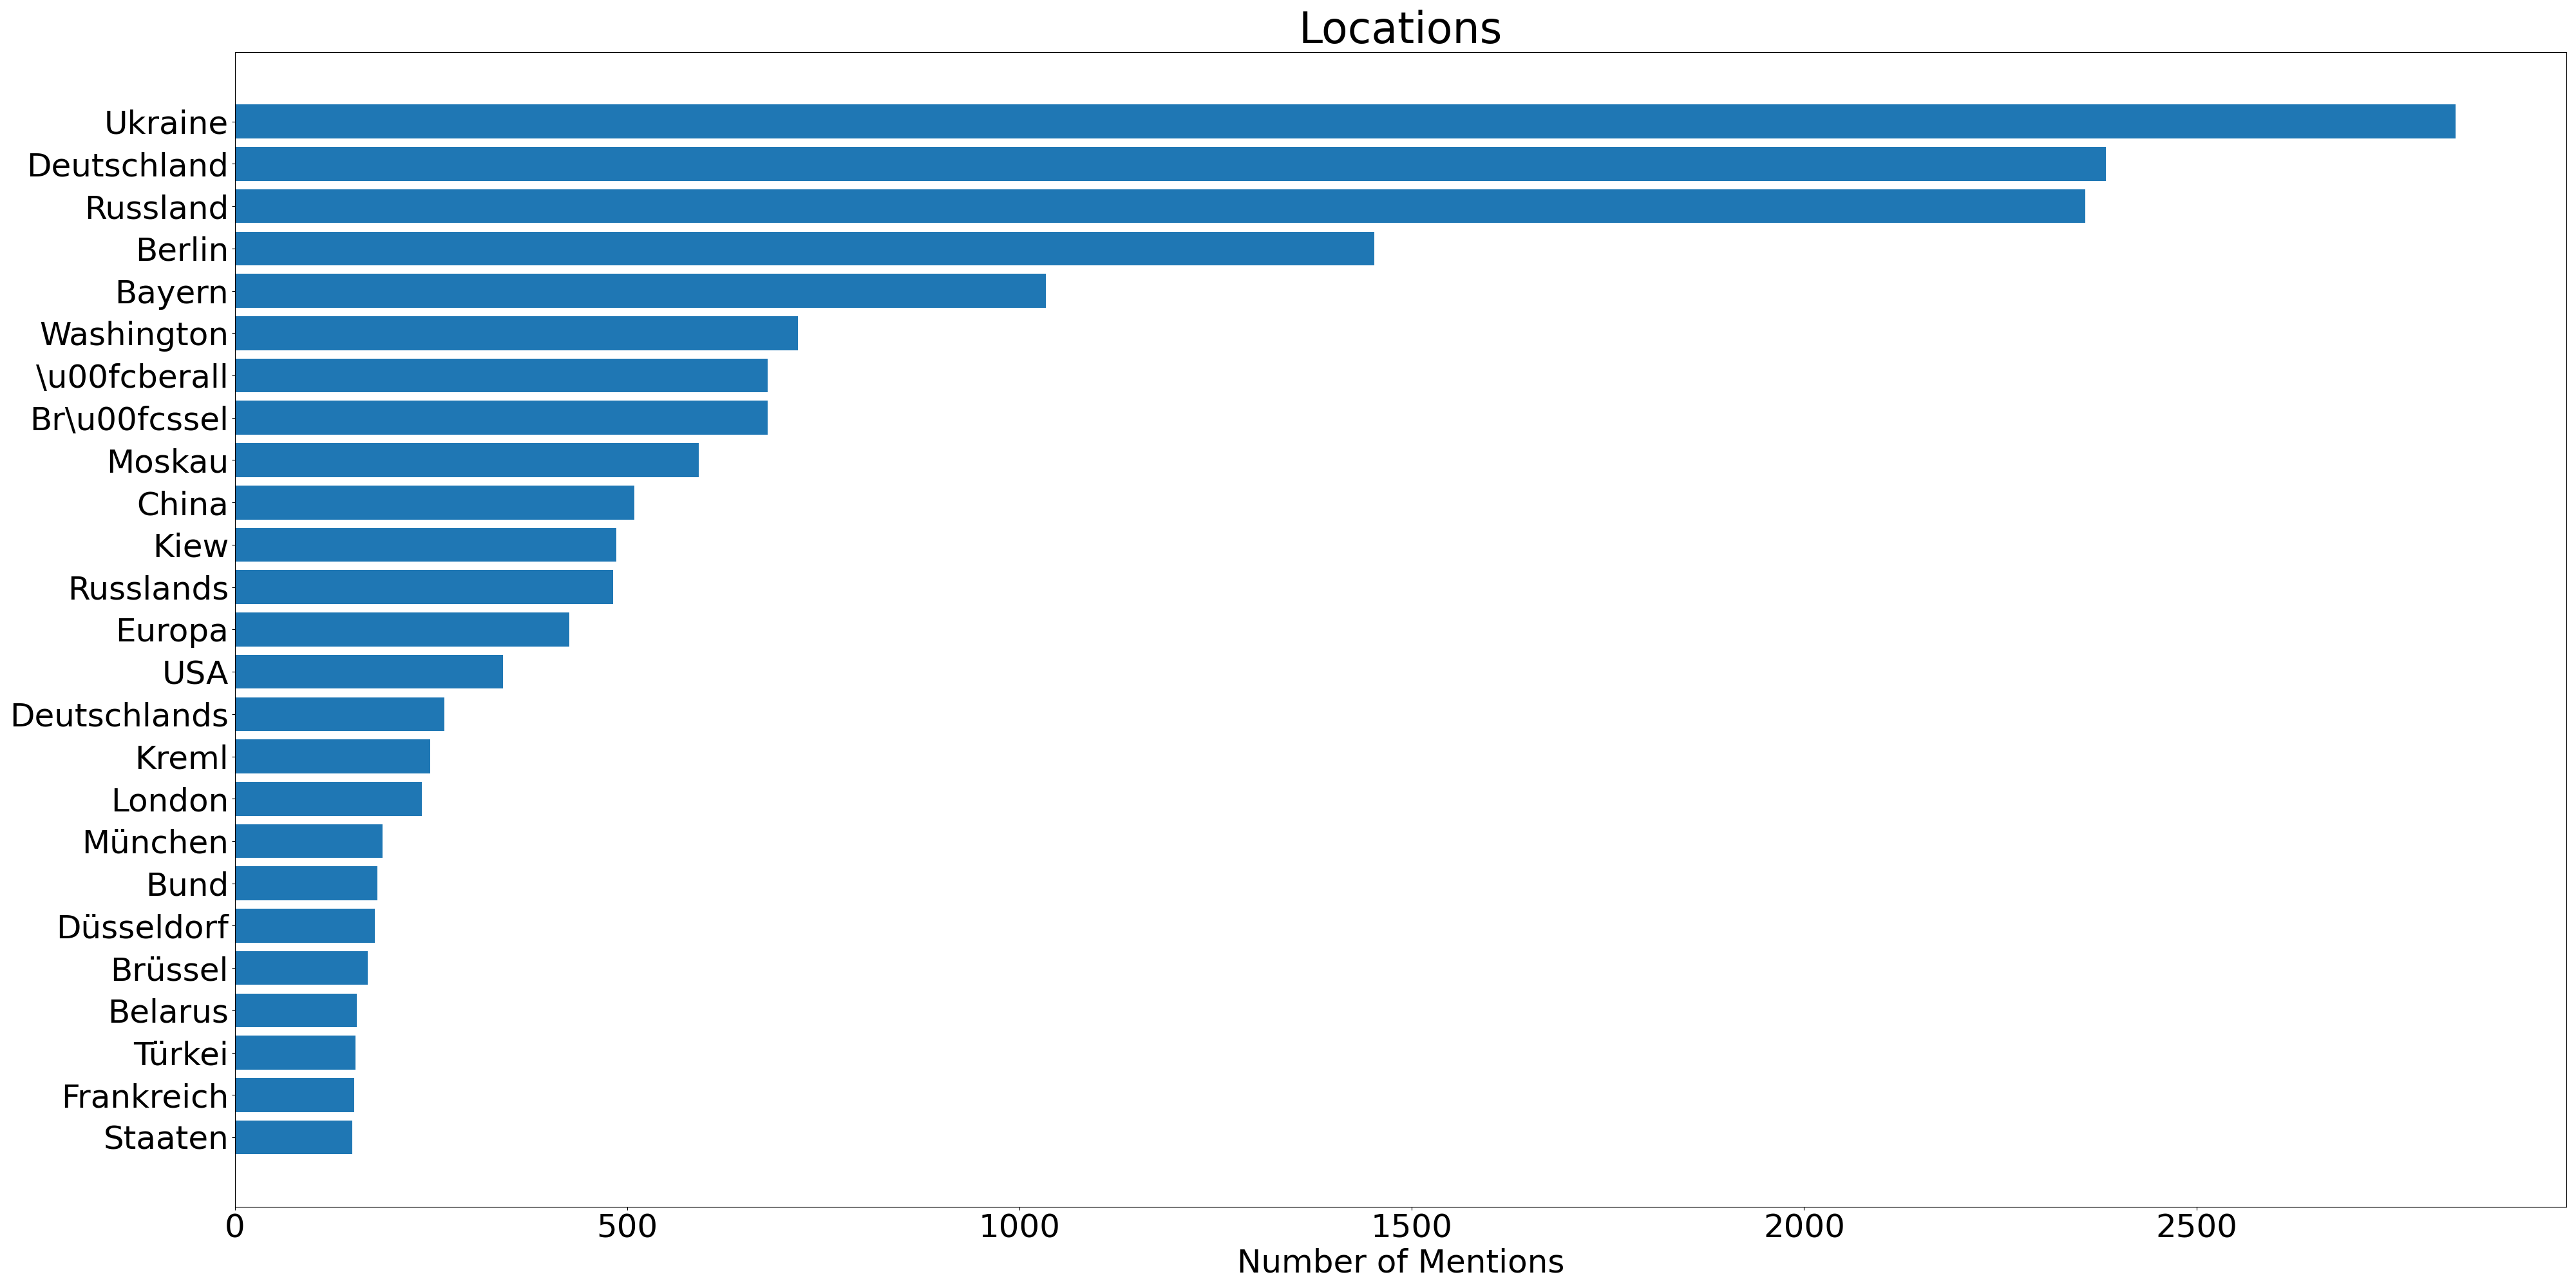 Locations
Ukraine
Deutschland
Russland
Berlin
Bayern
Washington
\u00fcberall
Br\u00fcssel
Moskau
China
Kiew
Russlands
Europa
USA
Deutschlands
Kreml
London
München
Bund
Düsseldorf
Brüssel
Belarus
Türkei
Frankreich
Staaten
0 500 1000 1500 2000 2500
Number of Mentions